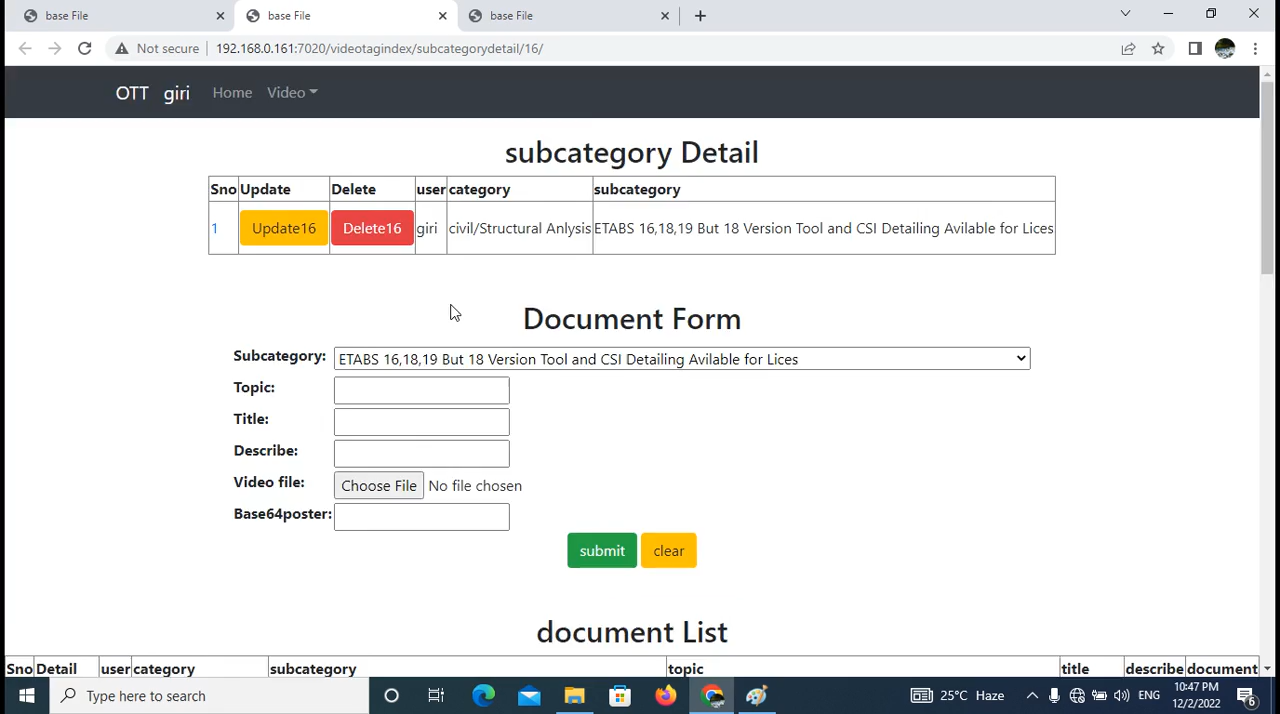 base File
base File
base File
Not secure
192.168.0.161:7020/videotagindex/subcategorydetail/16/
OTT giri Home Video
subcategory Detail
Sno Update Delete user category subcategory
1 Update16 Delete16 giri civil/Structural Anlysis ETABS 16,18,19 But 18 Version Tool and CSI Detailing Avilable for Lices
Document Form
Subcategory: ETABS 16,18,19 But 18 Version Tool and CSI Detailing Avilable for Lices
Topic:
Title:
Describe:
Video file: Choose File No file chosen
Base64poster:
submit clear
document List
Sno Detail user category subcategory topic title describe document
Type here to search
25°C Haze
ENG
10:47 PM
12/2/2022
6